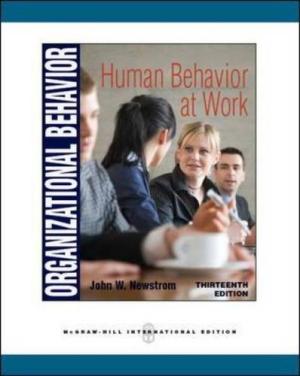 ORGANIZATIONAL BEHAVIOR
Human Behavior
at Work
John W. Newstrom
THIRTEENTH
EDITION
McGRAW-HILL INTERNATIONAL EDITION